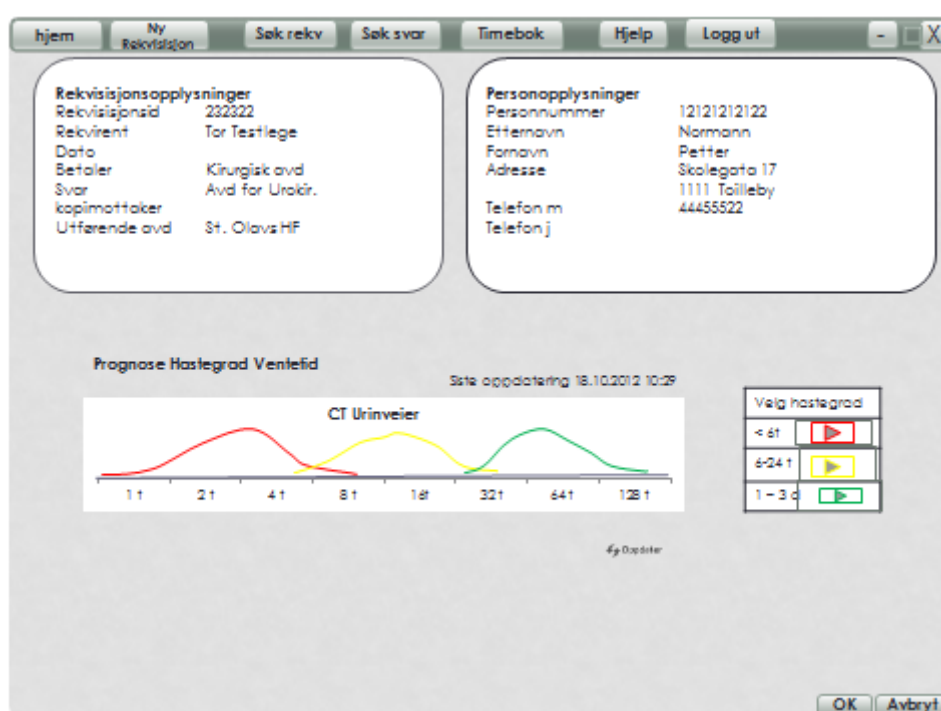 hjem Ny Rekvisisjon Søk rekv Søk svar Timebok Hjelp Logg ut - X
Rekvisisjonsopplysninger
Rekvisisjonsid 232322
Rekvirent Tor Testlege
Dato
Betaler Kirurgisk avd
Svar Avd for Urokir.
kopimottaker
Utførende avd St. Olavs HF
Personopplysninger
Personnummer 12121212122
Etternavn Normann
Fornavn Petter
Adresse Skolegata 17
1111 Toilleby
Telefon m 44455522
Telefon j
Prognose Hastegrad Ventetid
Siste oppdatering 18.10.2012 10:29
CT Urinveier
1 t 2 t 4 t 8 t 16t 32t 64t 128 t
Velg hastegrad
< 6t
6-24 t
1 – 3 d
Oppdater
OK Avbryt